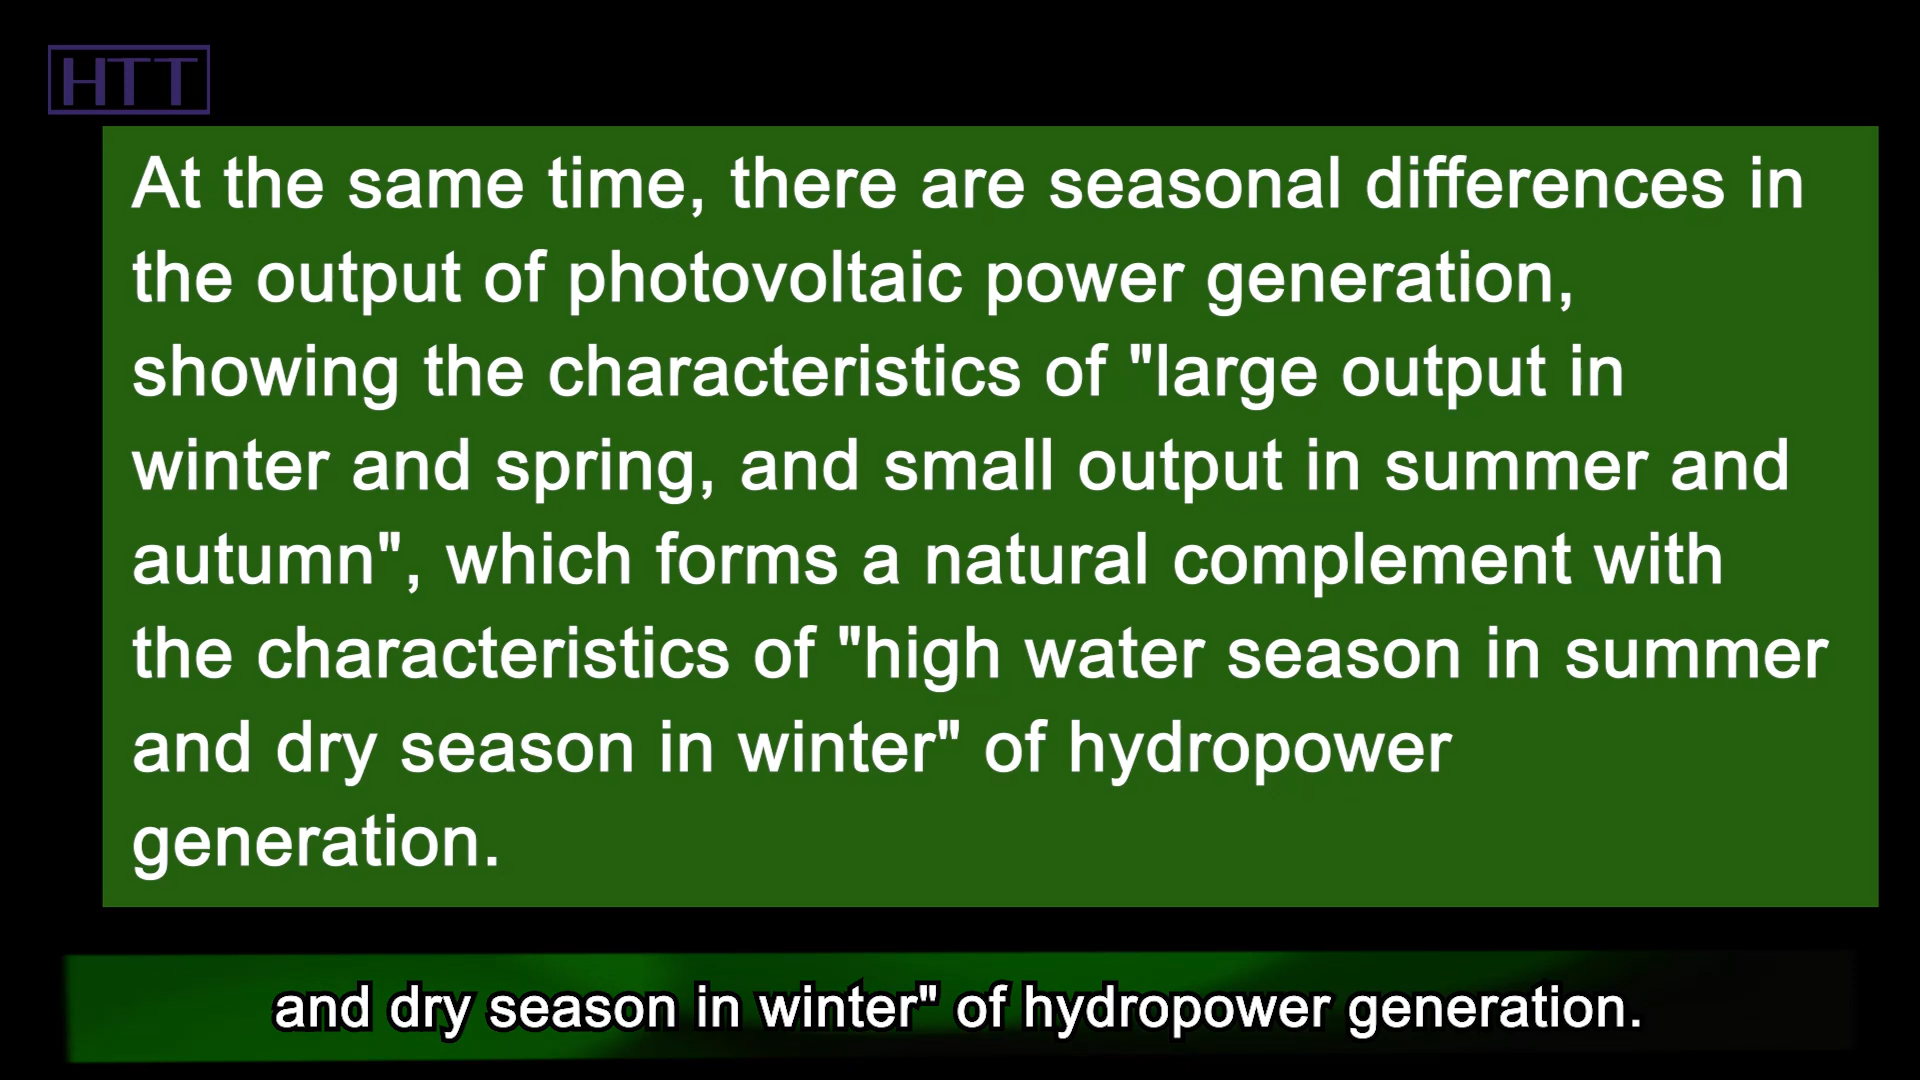 HTT
At the same time, there are seasonal differences in
the output of photovoltaic power generation,
showing the characteristics of "large output in
winter and spring, and small output in summer and
autumn", which forms a natural complement with
the characteristics of "high water season in summer
and dry season in winter" of hydropower
generation.
and dry season in winter" of hydropower generation.